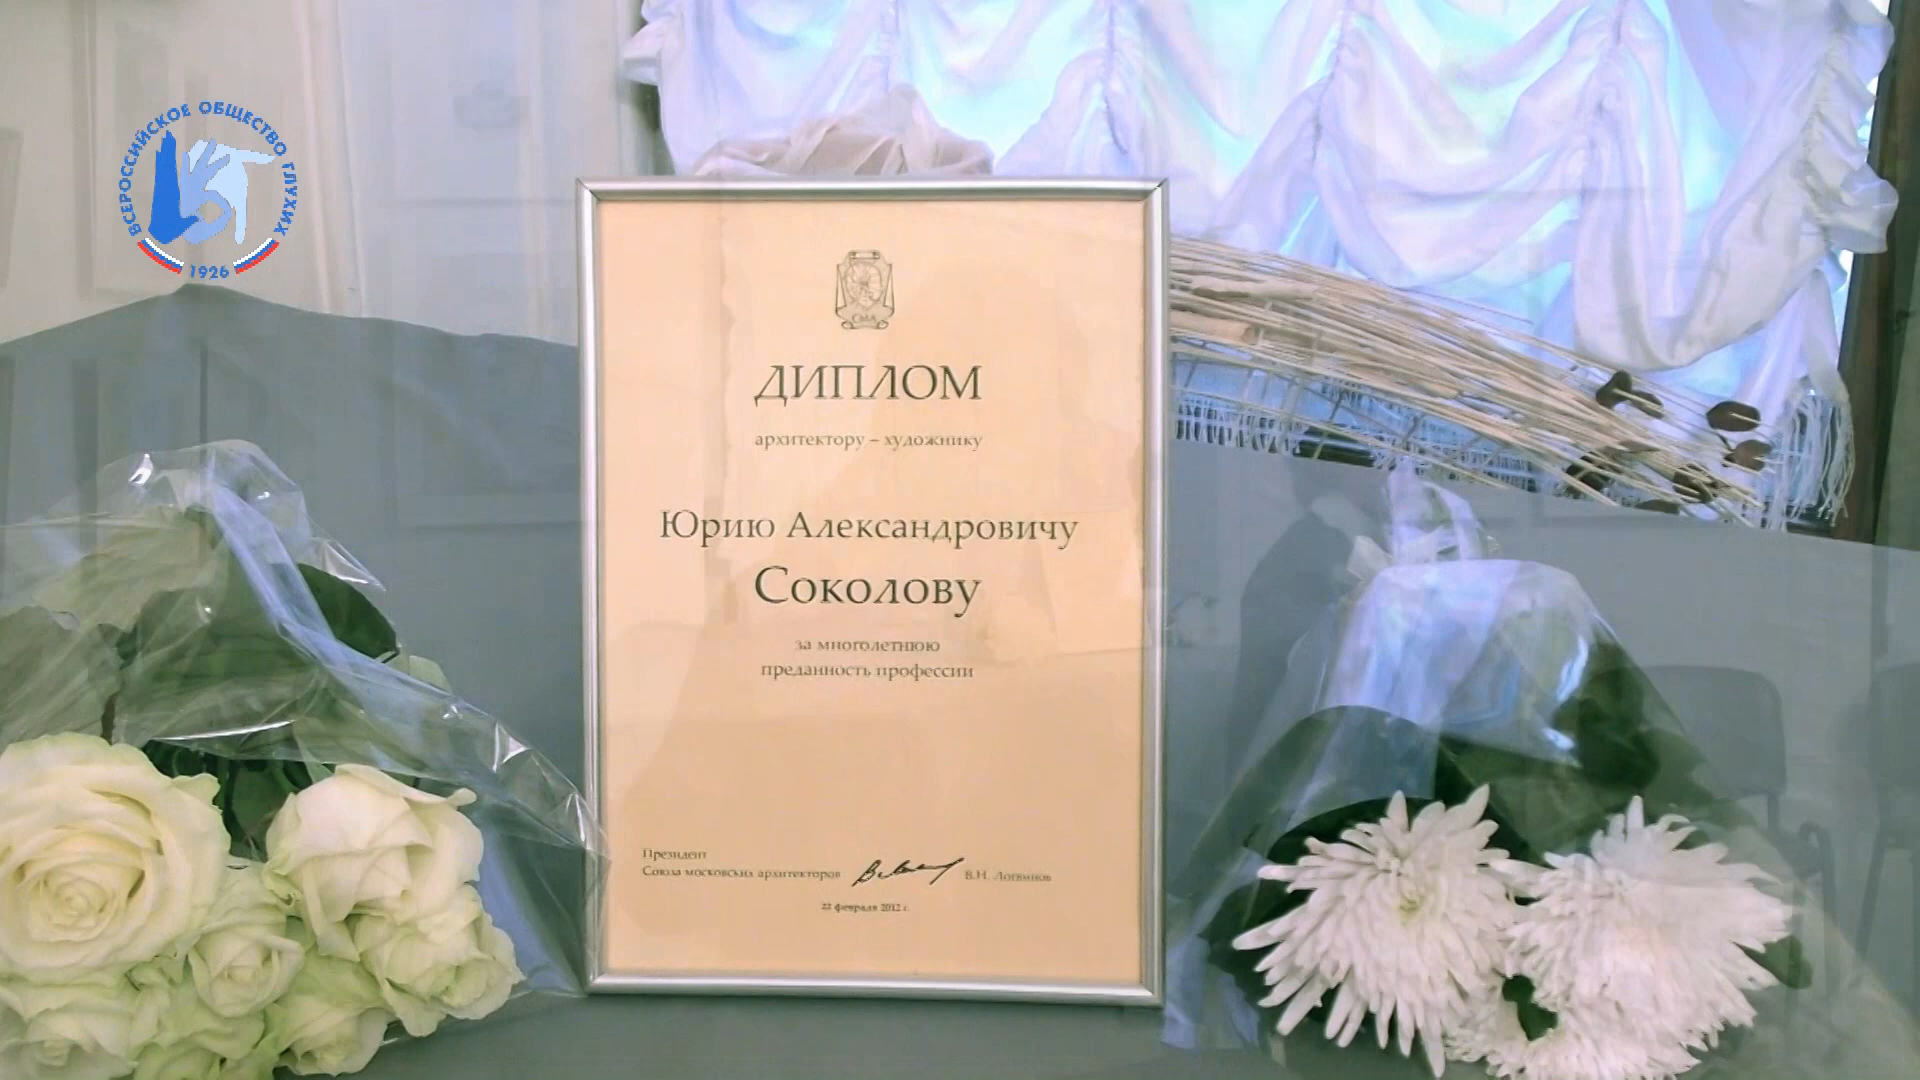 ВСЕРОССИЙСКОЕ ОБЩЕСТВО ГЛУХИХ
1926
СМА
ДИПЛОМ
архитектору – художнику
Юрию Александровичу
Соколову
за многолетнюю
преданность профессии
Президент
Союза московских архитекторов
В.Н. Логвинов
22 февраля 2012 г.